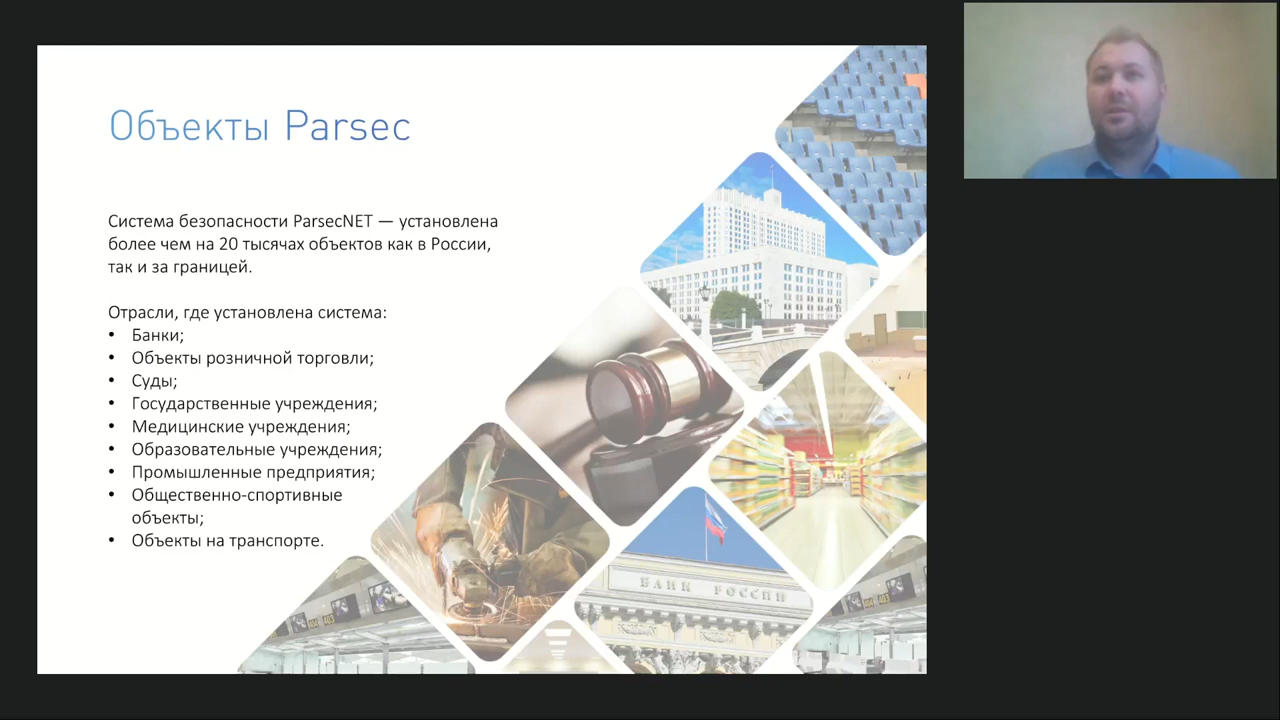 Объекты Parsec
Система безопасности ParsecNET — установлена
более чем на 20 тысячах объектов как в России,
так и за границей.
Отрасли, где установлена система:
• Банки;
• Объекты розничной торговли;
• Суды;
• Государственные учреждения;
• Медицинские учреждения;
• Образовательные учреждения;
• Промышленные предприятия;
• Общественно-спортивные
объекты;
• Объекты на транспорте.
БАНК РОССИИ
404 403